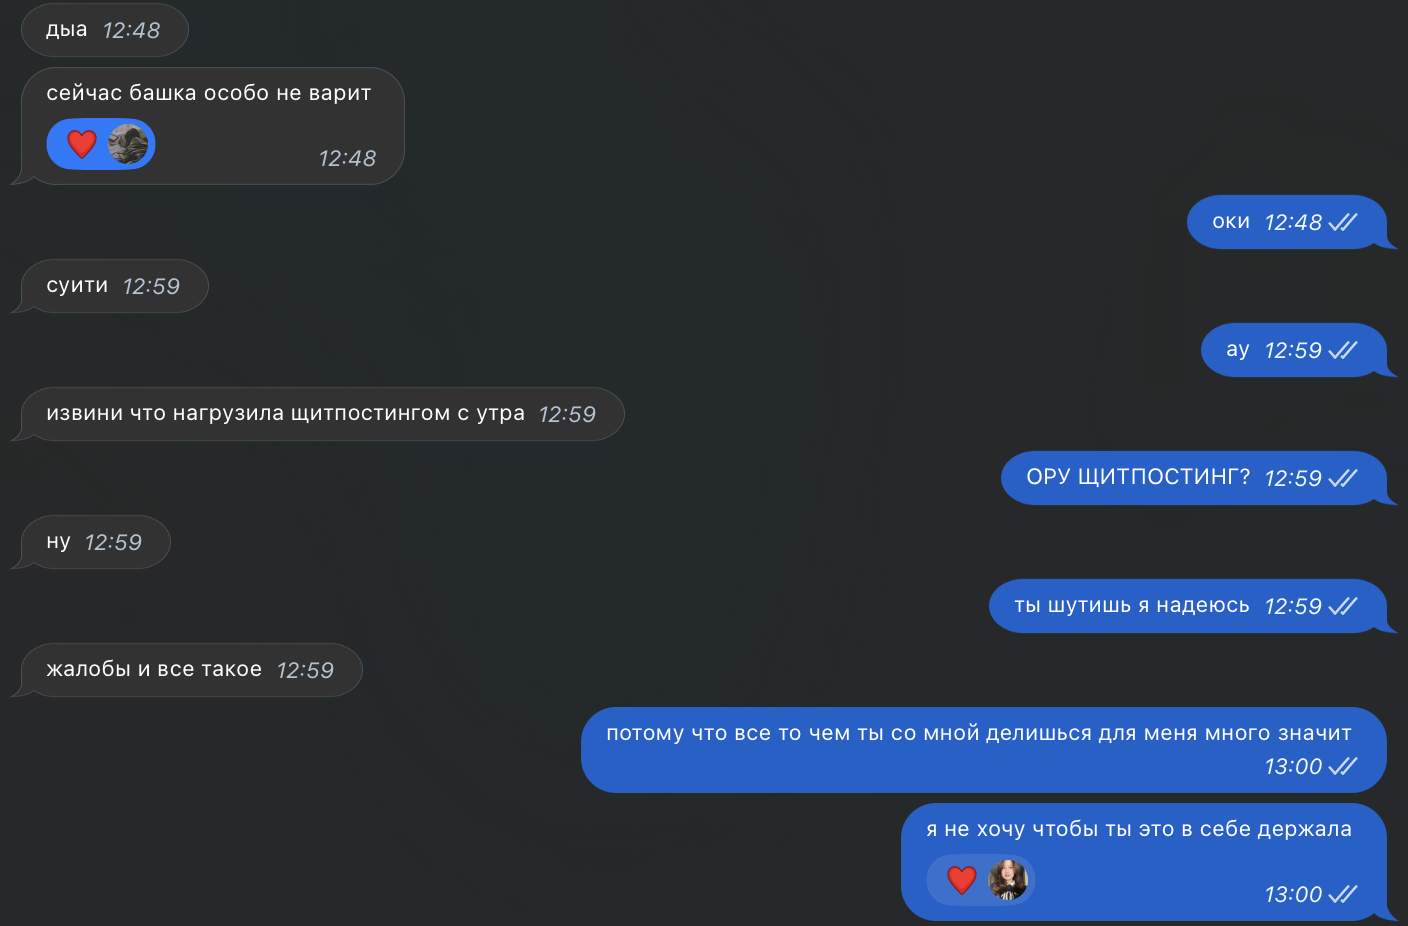 дыа 12:48
сейчас башка особо не варит
12:48
оки 12:48
суити 12:59
ау 12:59
извини что нагрузила щитпостингом с утра 12:59
ОРУ ЩИТПОСТИНГ? 12:59
ну 12:59
ты шутишь я надеюсь 12:59
жалобы и все такое 12:59
потому что все то чем ты со мной делишься для меня много значит
13:00
я не хочу чтобы ты это в себе держала
13:00